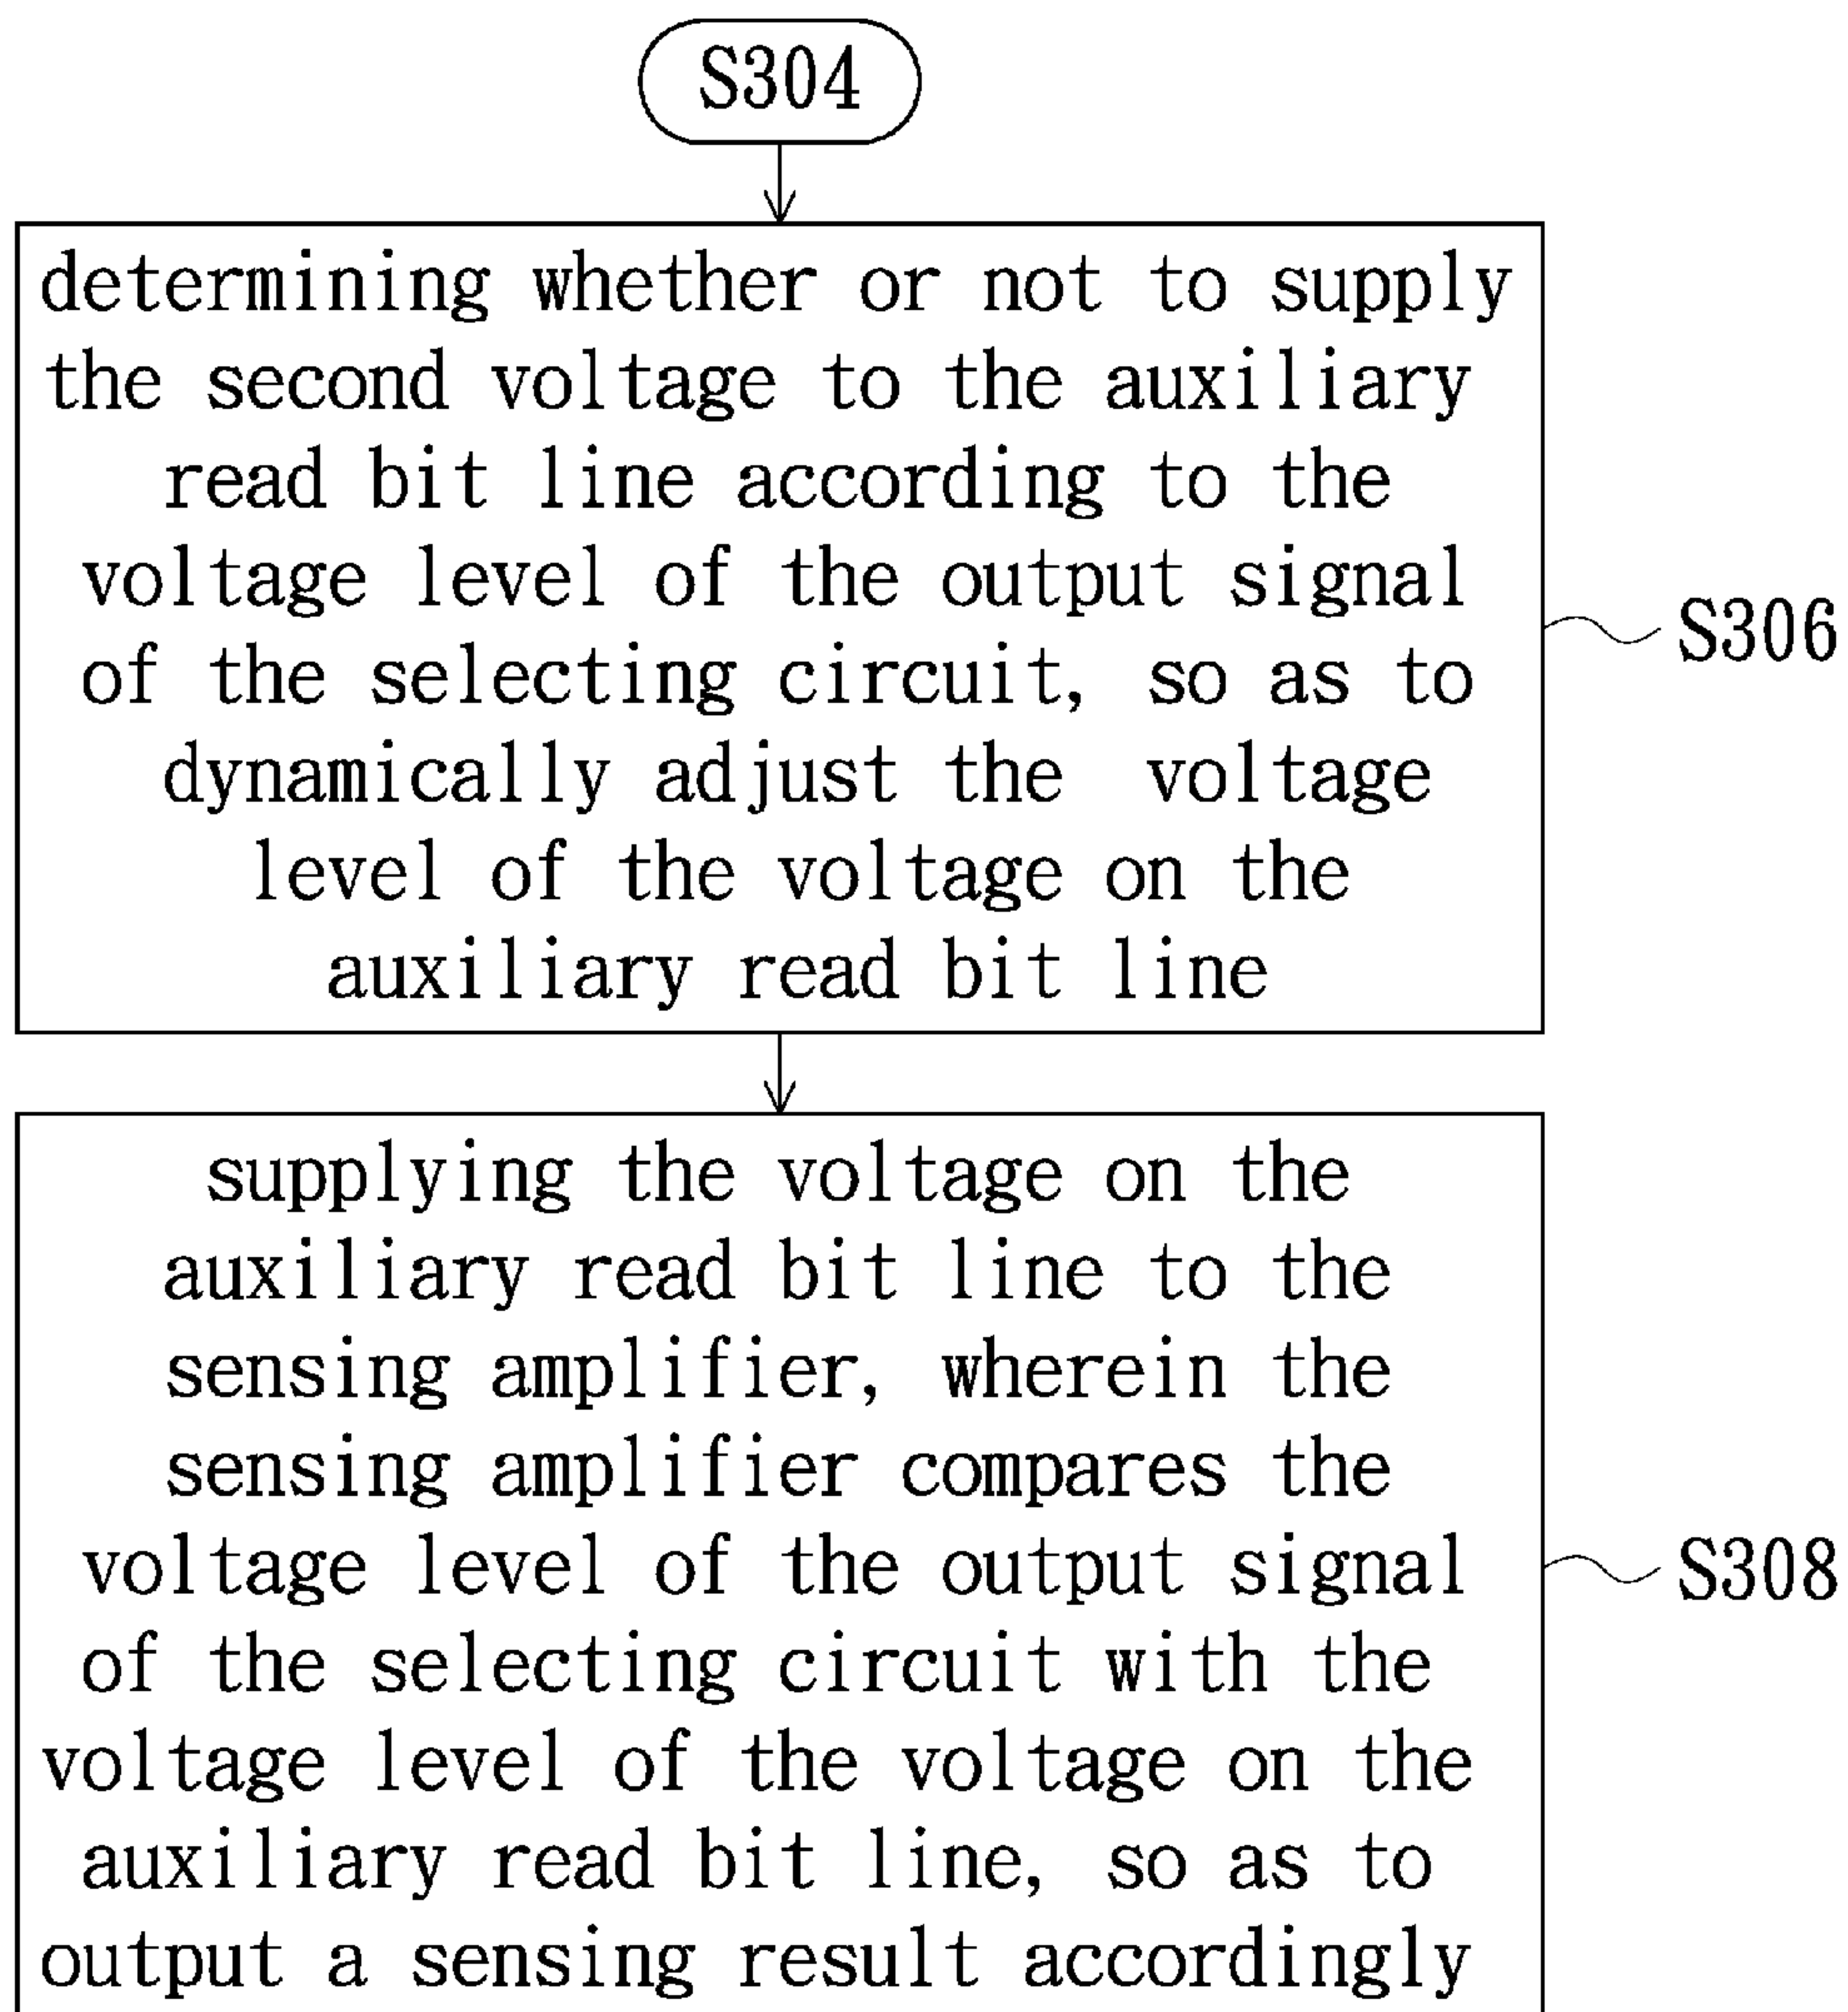 S304
determining whether or not to supply
the second voltage to the auxiliary
read bit line according to the
voltage level of the output signal
of the selecting circuit, so as to
dynamically adjust the voltage
level of the voltage on the
auxiliary read bit line
S306
supplying the voltage on the
auxiliary read bit line to the
sensing amplifier, wherein the
sensing amplifier compares the
voltage level of the output signal
of the selecting circuit with the
voltage level of the voltage on the
auxiliary read bit line, so as to
output a sensing result accordingly
S308